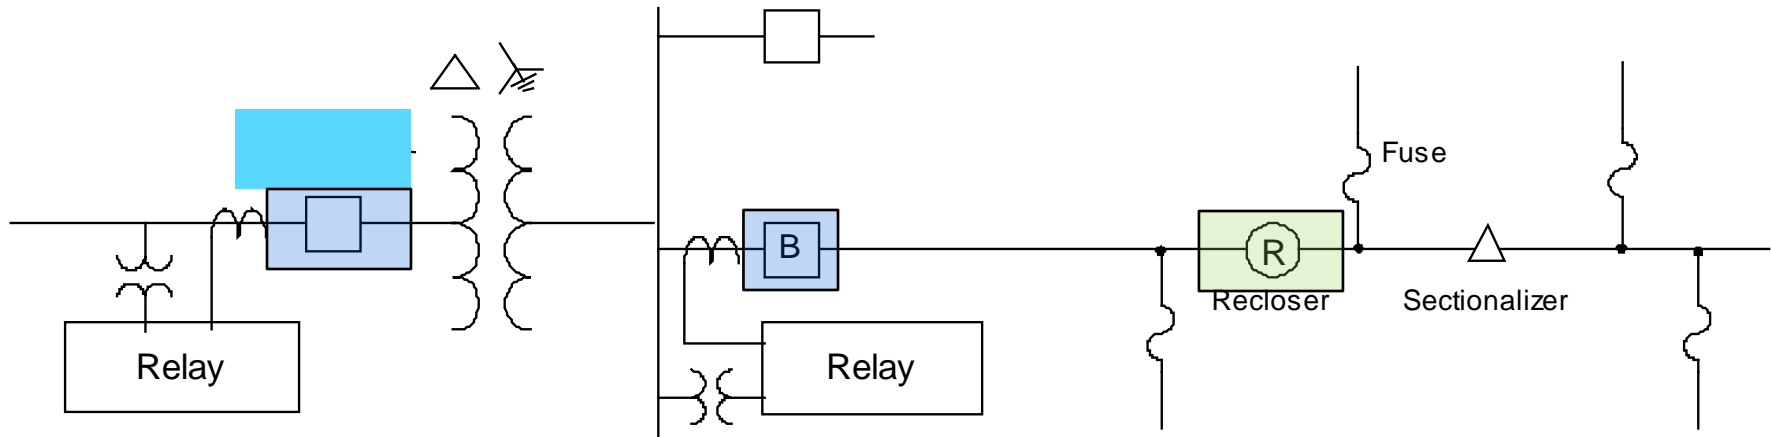 Fuse
B
R
Recloser
Sectionalizer
Relay
Relay